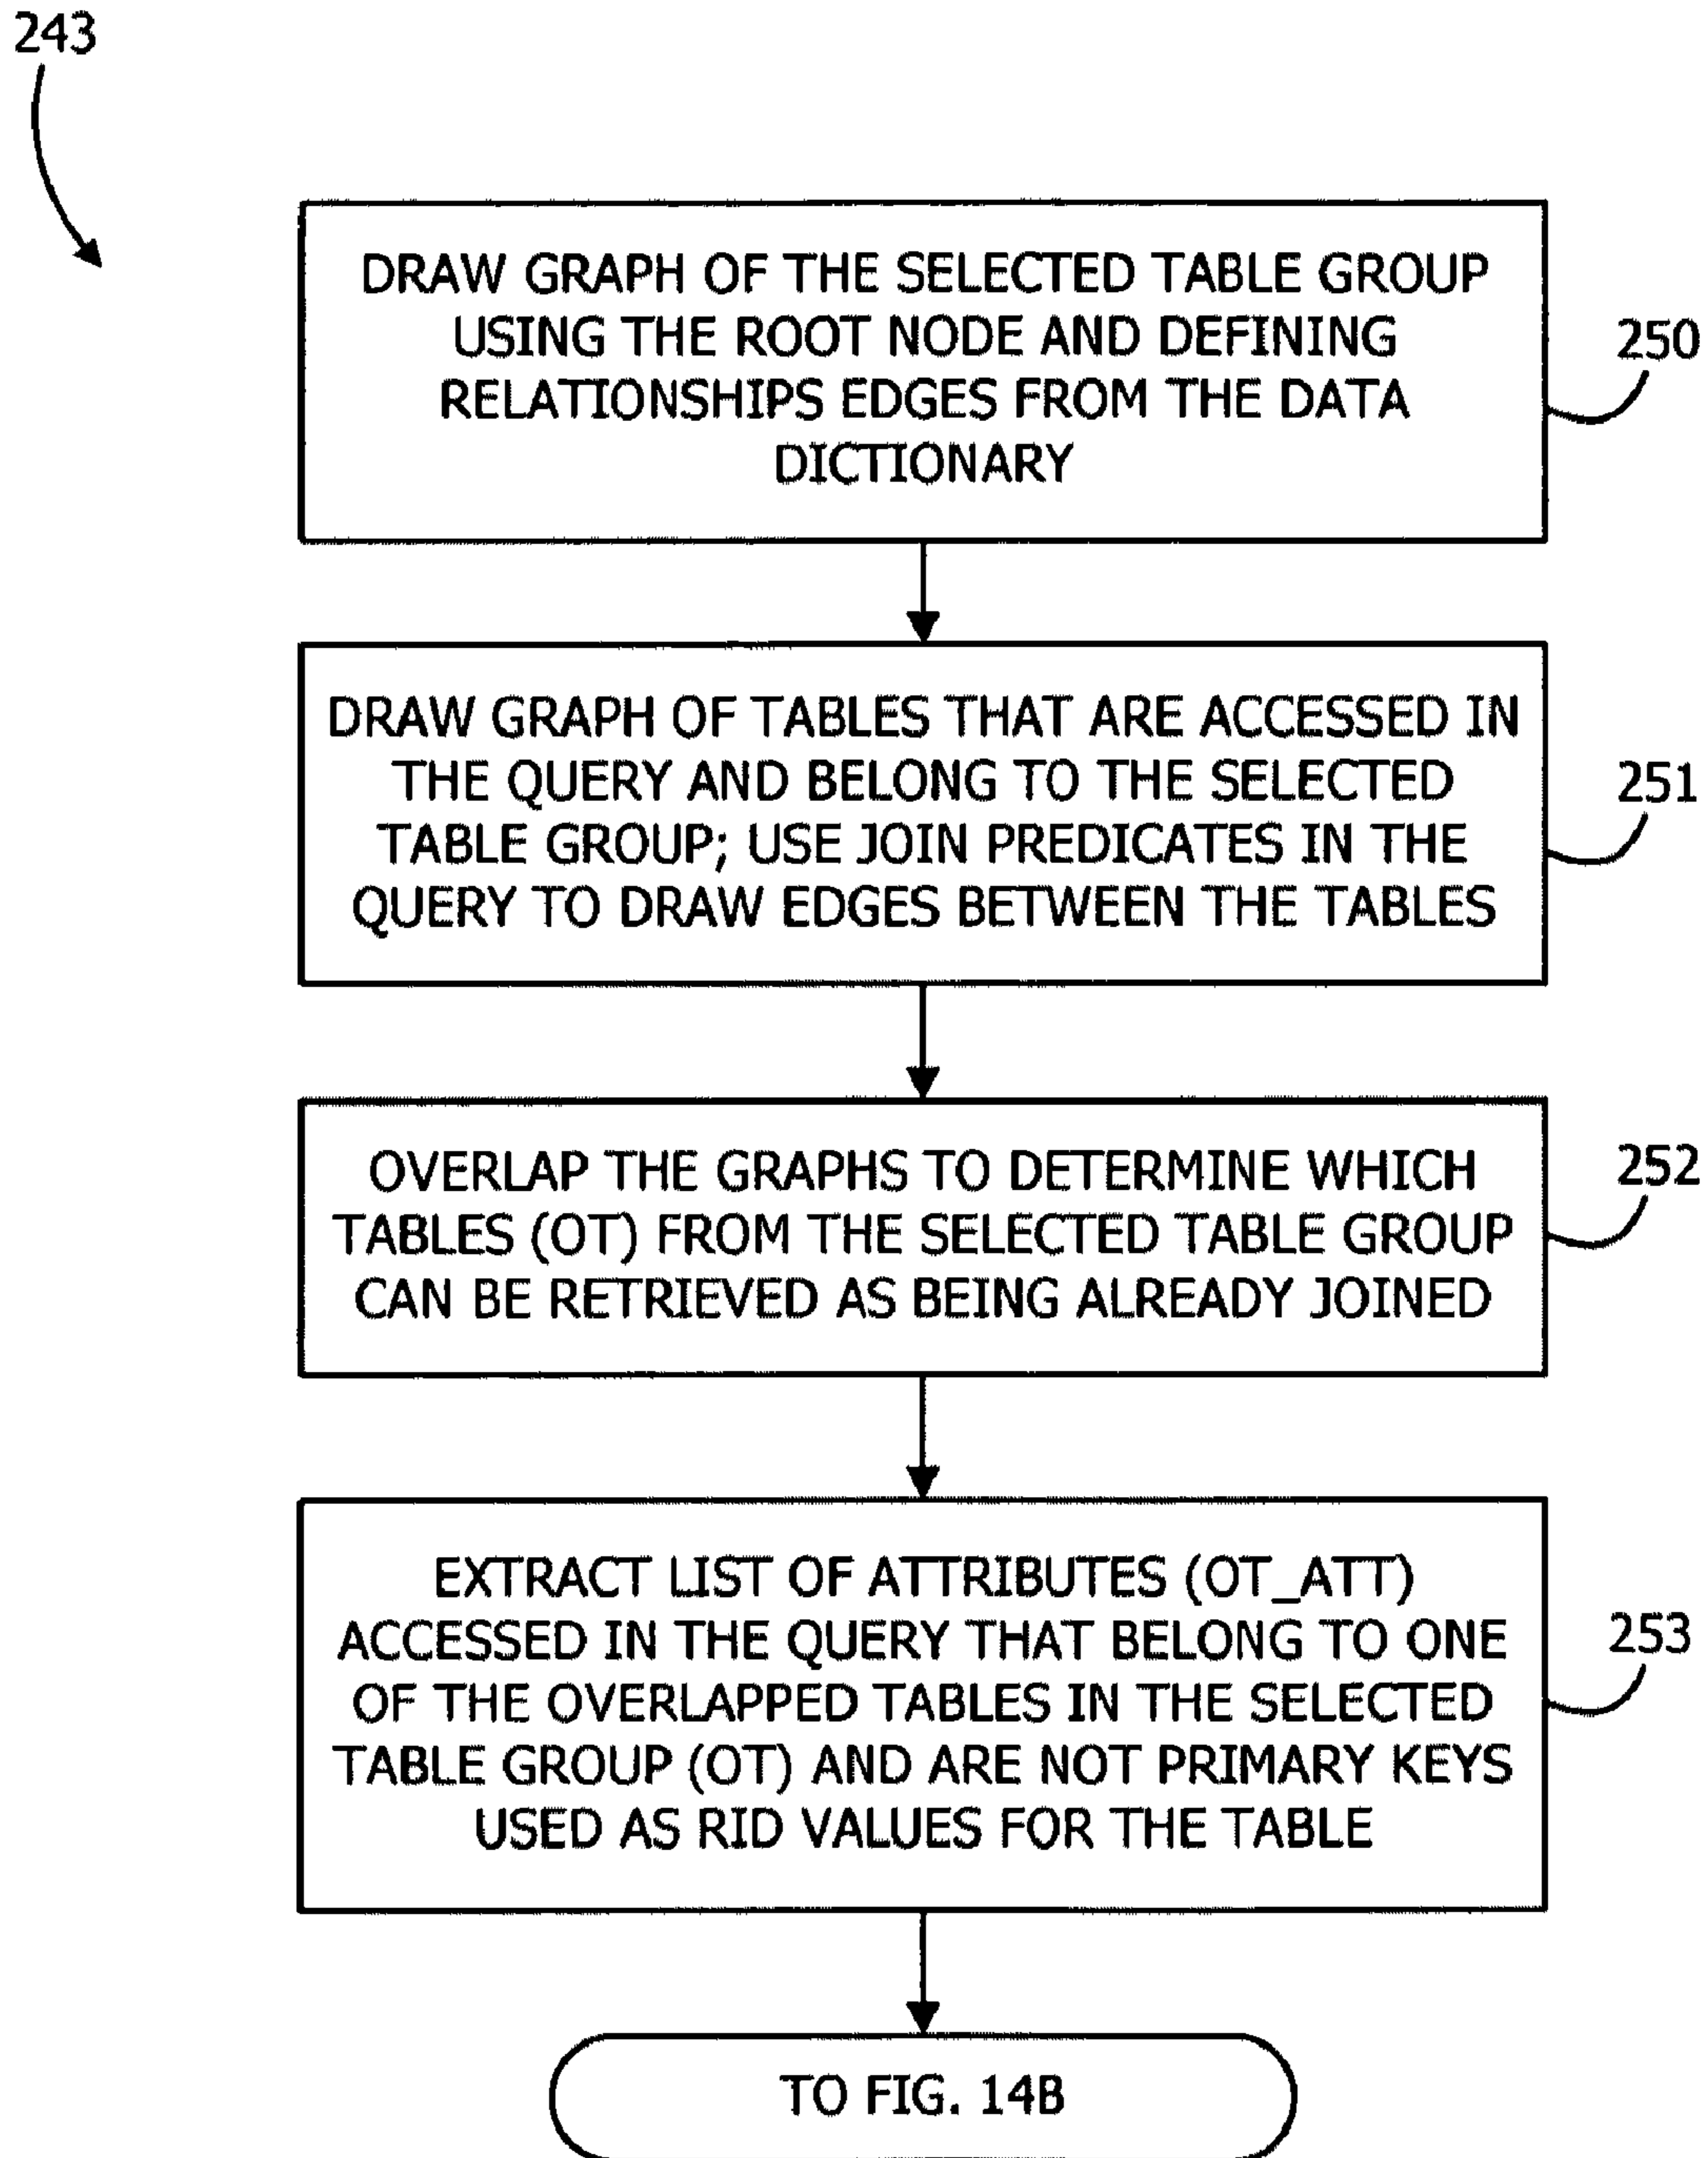 243
DRAW GRAPH OF THE SELECTED TABLE GROUP
USING THE ROOT NODE AND DEFINING
RELATIONSHIPS EDGES FROM THE DATA
DICTIONARY
250
DRAW GRAPH OF TABLES THAT ARE ACCESSED IN
THE QUERY AND BELONG TO THE SELECTED
TABLE GROUP; USE JOIN PREDICATES IN THE
QUERY TO DRAW EDGES BETWEEN THE TABLES
251
OVERLAP THE GRAPHS TO DETERMINE WHICH
TABLES (OT) FROM THE SELECTED TABLE GROUP
CAN BE RETRIEVED AS BEING ALREADY JOINED
252
EXTRACT LIST OF ATTRIBUTES (OT_ATT)
ACCESSED IN THE QUERY THAT BELONG TO ONE
OF THE OVERLAPPED TABLES IN THE SELECTED
TABLE GROUP (OT) AND ARE NOT PRIMARY KEYS
USED AS RID VALUES FOR THE TABLE
253
TO FIG. 14B